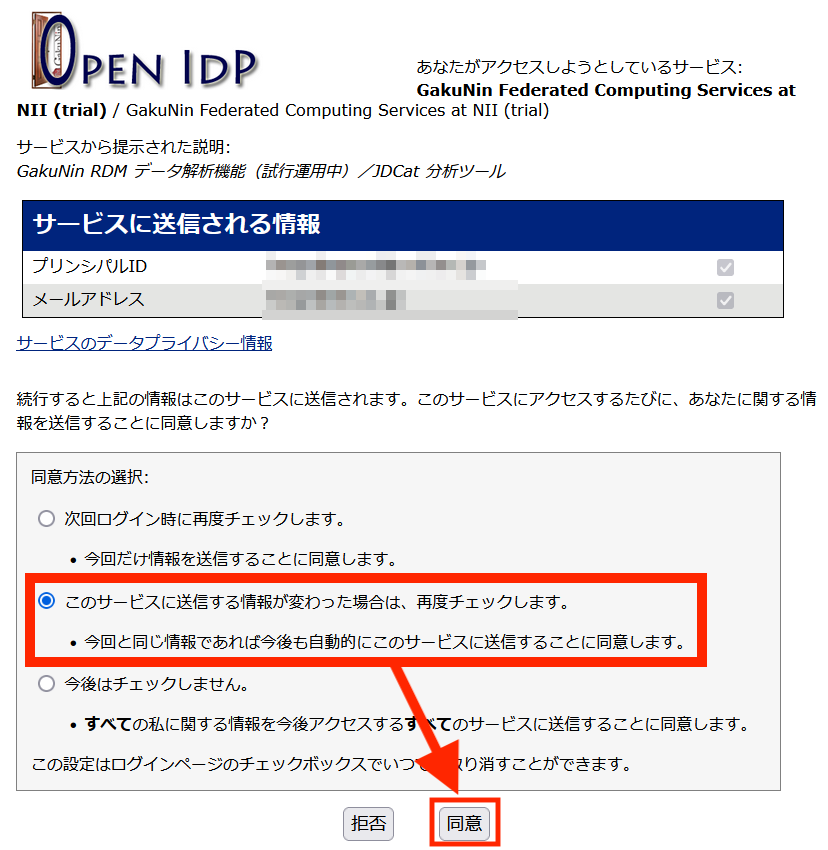 GakuNin
OPEN IDP
あなたがアクセスしようとしているサービス:
GakuNin Federated Computing Services at
NII (trial) / GakuNin Federated Computing Services at NII (trial)
サービスから提示された説明:
GakuNin RDM データ解析機能（試行運用中）／JDCat 分析ツール
サービスに送信される情報
プリンシパルID
メールアドレス
サービスのデータプライバシー情報
続行すると上記の情報はこのサービスに送信されます。このサービスにアクセスするたびに、あなたに関する情
報を送信することに同意しますか？
同意方法の選択:
次回ログイン時に再度チェックします。
• 今回だけ情報を送信することに同意します。
このサービスに送信する情報が変わった場合は、再度チェックします。
• 今回と同じ情報であれば今後も自動的にこのサービスに送信することに同意します。
今後はチェックしません。
• すべての私に関する情報を今後アクセスするすべてのサービスに送信することに同意します。
この設定はログインページのチェックボックスでいつ り消すことができます。
拒否
同意